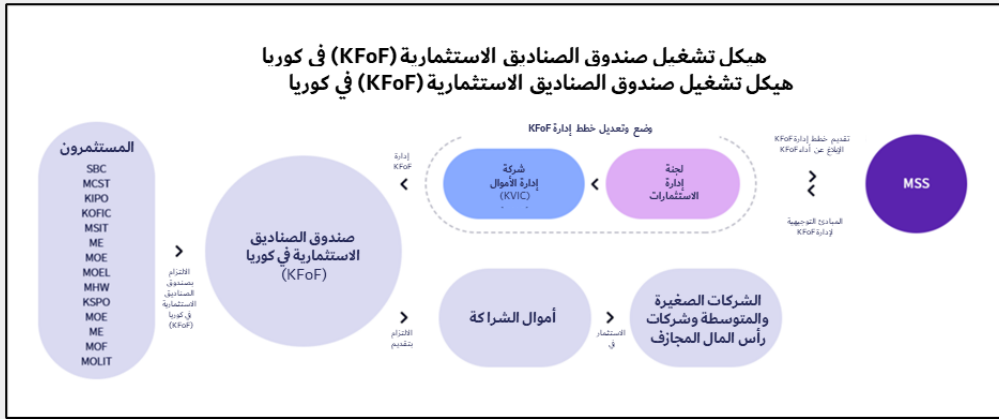 هيكل تشغيل صندوق الصناديق الاستثمارية (KFoF) في كوريا
هيكل تشغيل صندوق الصناديق الاستثمارية (KFoF) في كوريا
المستثمرون
SBC
MCST
KIPO
KOFIC
MSIT
ME
MOE
MOEL
MHW
KSPO
MOE
ME
MOF
MOLIT
الالتزام
بصندوق
الصناديق
الاستثمارية
في كوريا
(KFoF)
صندوق الصناديق
الاستثمارية في كوريا
(KFoF)
إدارة
KFoF
وضع وتعديل خطط إدارة KFoF
شركة
إدارة الأموال
(KVIC)
لجنة
إدارة
الاستثمارات
تقديم خطط إدارة KFoF
الإبلاغ عن أداء KFoF
المبادئ التوجيهية
لإدارة KFoF
MSS
الالتزام
بتقديم
أموال الشراكة
الاستثمار
في
الشركات الصغيرة
والمتوسطة وشركات
رأس المال المجازف